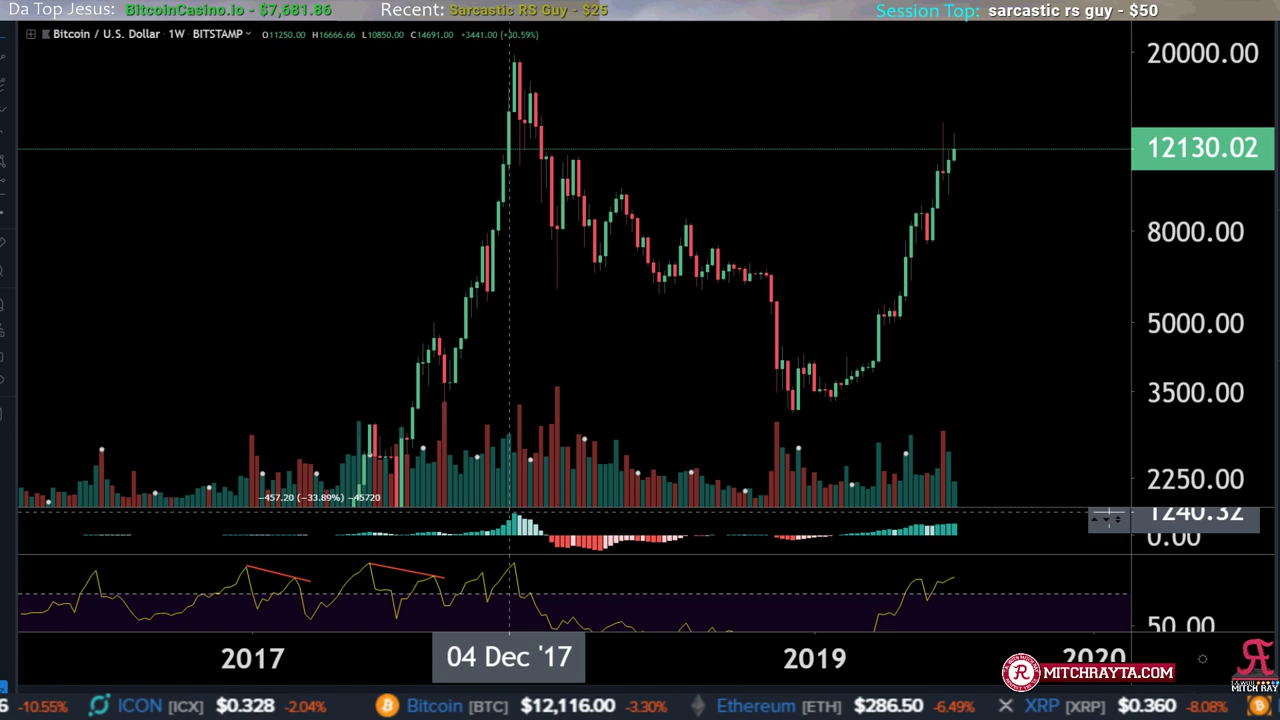 Da Top Jesus: BitcoinCasino.io - $7,681.86 Recent: Sarcastic RS Guy - $25 Session Top: sarcastic rs guy - $50
Bitcoin / U.S. Dollar · 1W · BITSTAMP O11250.00 H16666.66 L10850.00 C14691.00 +3441.00 (+30.59%)
20000.00
12130.02
8000.00
5000.00
3500.00
2250.00
−457.20 (−33.89%) −45720
1240.32
0.00
50.00
2017 04 Dec '17 2019 2020
MITCHRAYTA.COM
MITCH RAY
6 -10.55% ICON [ICX] $0.328 -2.04% Bitcoin [BTC] $12,116.00 -3.30% Ethereum [ETH] $286.50 -6.49% XRP [XRP] $0.360 -8.08%